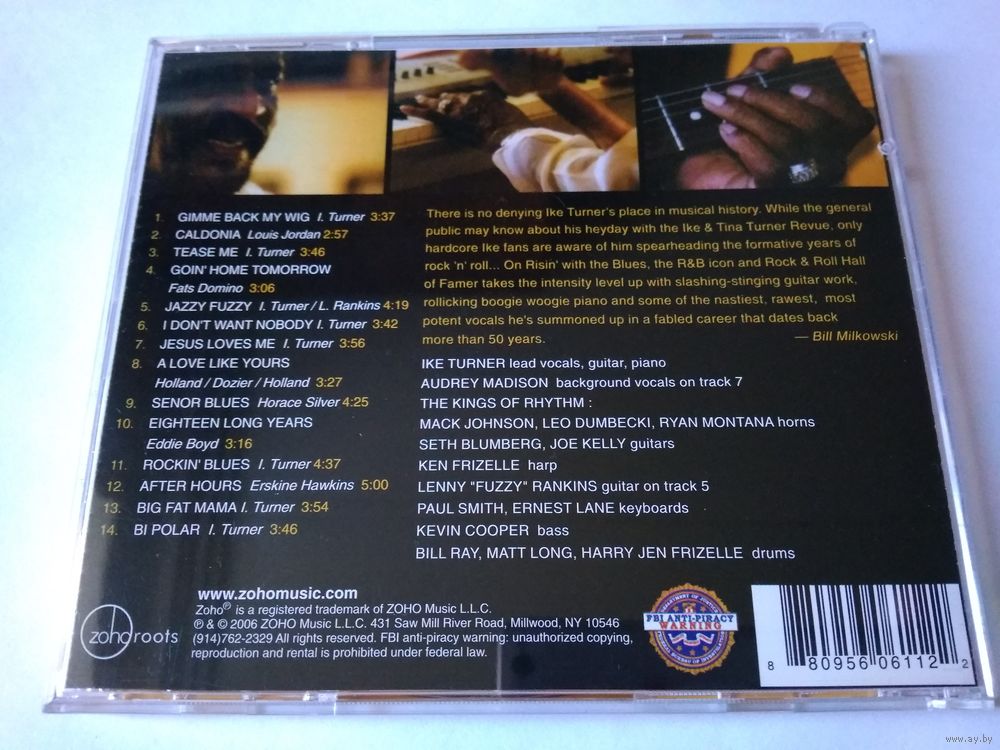 1. GIMME BACK MY WIG I. Turner 3:37
2. CALDONIA Louis Jordan 2:57
3. TEASE ME I. Turner 3:46
4. GOIN' HOME TOMORROW
Fats Domino 3:06
5. JAZZY FUZZY I. Turner / L. Rankins 4:19
6. I DON'T WANT NOBODY I. Turner 3:42
7. JESUS LOVES ME I. Turner 3:56
8. A LOVE LIKE YOURS
Holland / Dozier / Holland 3:27
9. SENOR BLUES Horace Silver 4:25
10. EIGHTEEN LONG YEARS
Eddie Boyd 3:16
11. ROCKIN' BLUES I. Turner 4:37
12. AFTER HOURS Erskine Hawkins 5:00
13. BIG FAT MAMA I. Turner 3:54
14. BI POLAR I. Turner 3:46
There is no denying Ike Turner's place in musical history. While the general
public may know about his heyday with the Ike & Tina Turner Revue, only
hardcore Ike fans are aware of him spearheading the formative years of
rock 'n' roll... On Risin' with the Blues, the R&B icon and Rock & Roll Hall
of Famer takes the intensity level up with slashing-stinging guitar work,
rollicking boogie woogie piano and some of the nastiest, rawest, most
potent vocals he's summoned up in a fabled career that dates back
more than 50 years.
— Bill Milkowski
IKE TURNER lead vocals, guitar, piano
AUDREY MADISON background vocals on track 7
THE KINGS OF RHYTHM :
MACK JOHNSON, LEO DUMBECKI, RYAN MONTANA horns
SETH BLUMBERG, JOE KELLY guitars
KEN FRIZELLE harp
LENNY "FUZZY" RANKINS guitar on track 5
PAUL SMITH, ERNEST LANE keyboards
KEVIN COOPER bass
BILL RAY, MATT LONG, HARRY JEN FRIZELLE drums
zoho roots
www.zohomusic.com
Zoho® is a registered trademark of ZOHO Music L.L.C.
℗ & © 2006 ZOHO Music L.L.C. 431 Saw Mill River Road, Millwood, NY 10546
(914)762-2329 All rights reserved. FBI anti-piracy warning: unauthorized copying,
reproduction and rental is prohibited under federal law.
DEPARTMENT OF JUSTICE
FBI ANTI-PIRACY
WARNING
FEDERAL BUREAU OF INVESTIGATION
8 80956 06112 2
www.ay.by